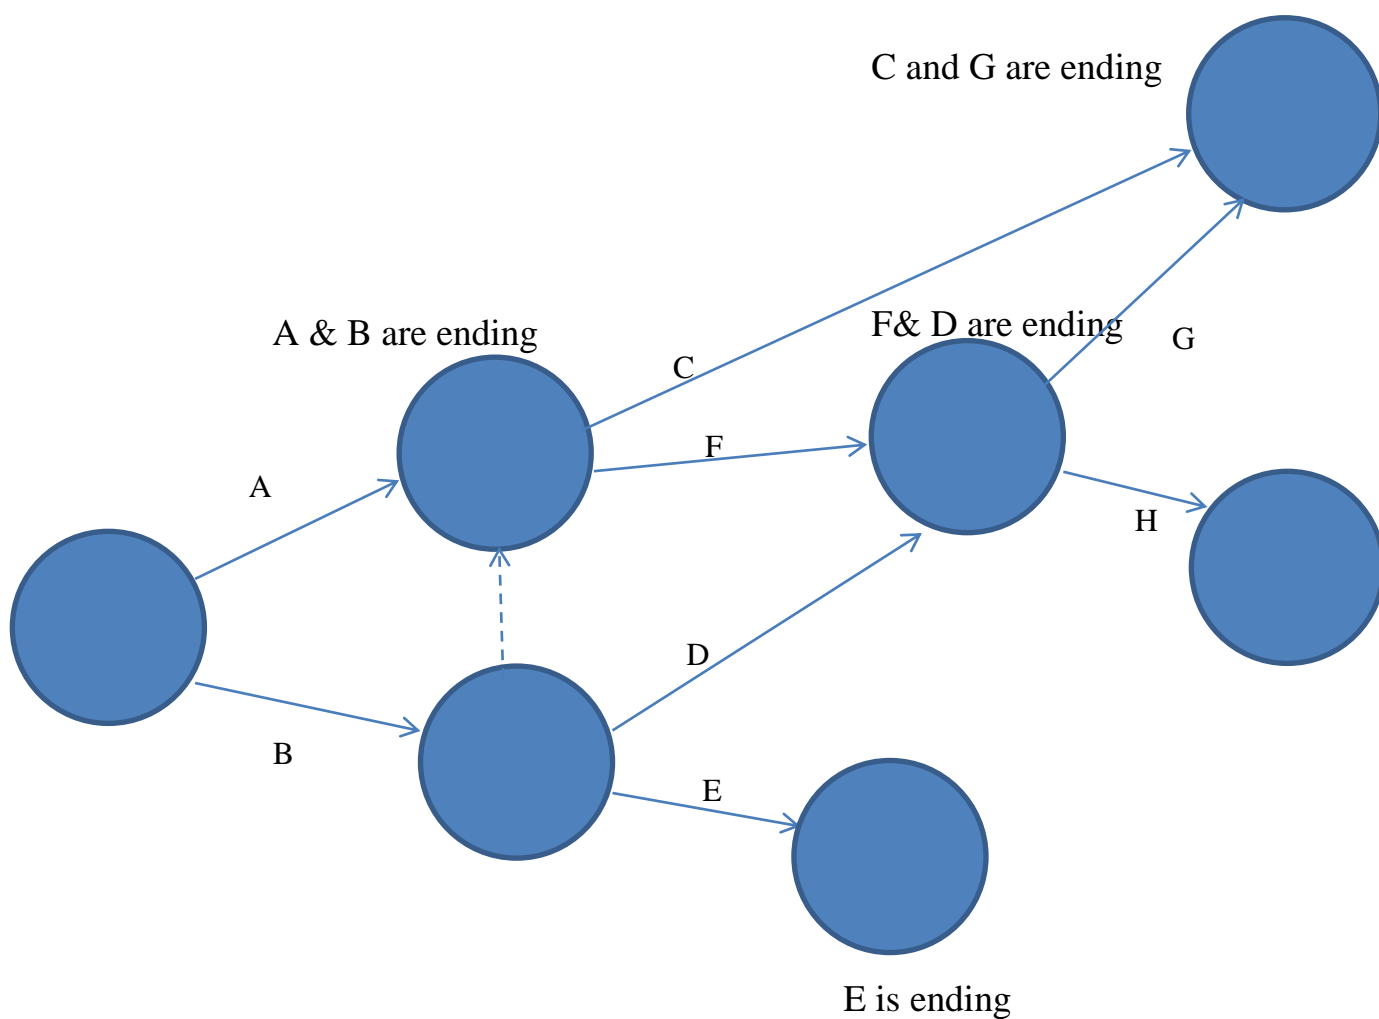 C and G are ending
A & B are ending
F& D are ending
G
C
F
A
H
D
B
E
E is ending